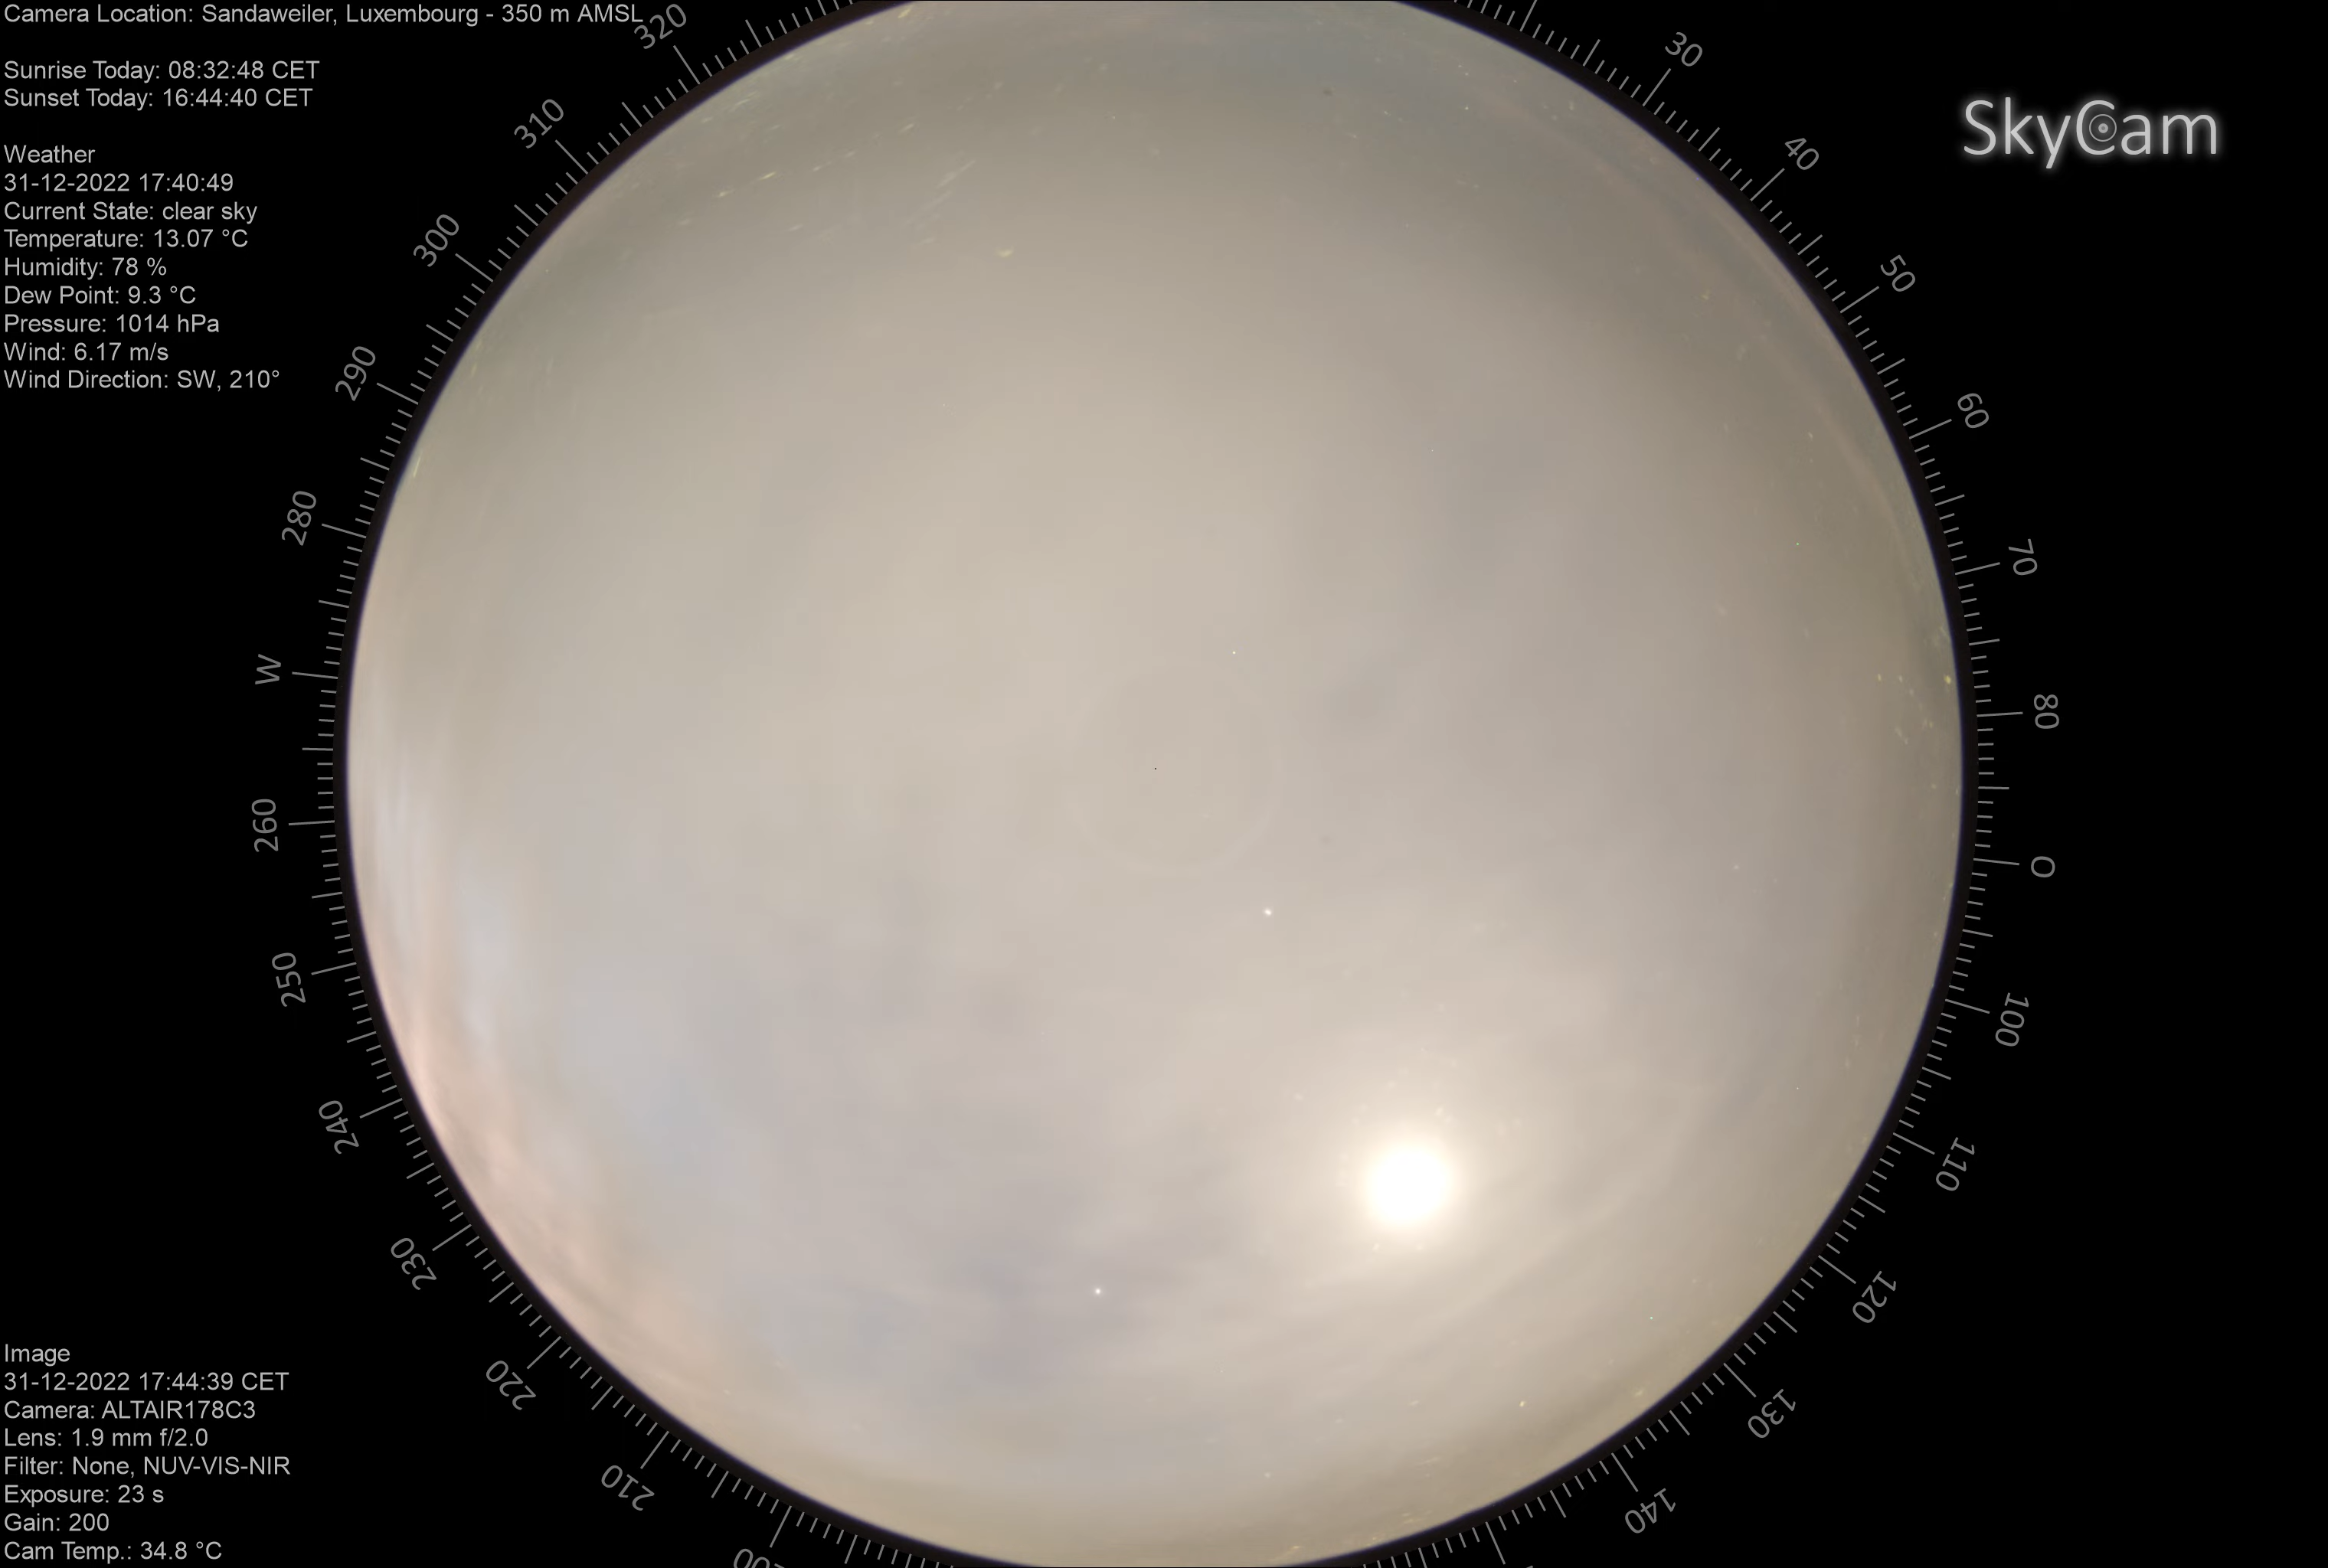 Camera Location: Sandaweiler, Luxembourg - 350 m AMSL
Sunrise Today: 08:32:48 CET
Sunset Today: 16:44:40 CET
Weather
31-12-2022 17:40:49
Current State: clear sky
Temperature: 13.07 °C
Humidity: 78 %
Dew Point: 9.3 °C
Pressure: 1014 hPa
Wind: 6.17 m/s
Wind Direction: SW, 210°
SkyCam
320
310
300
290
280
W
260
250
240
230
220
210
200
30
40
50
60
70
80
O
100
110
120
130
140
Image
31-12-2022 17:44:39 CET
Camera: ALTAIR178C3
Lens: 1.9 mm f/2.0
Filter: None, NUV-VIS-NIR
Exposure: 23 s
Gain: 200
Cam Temp.: 34.8 °C